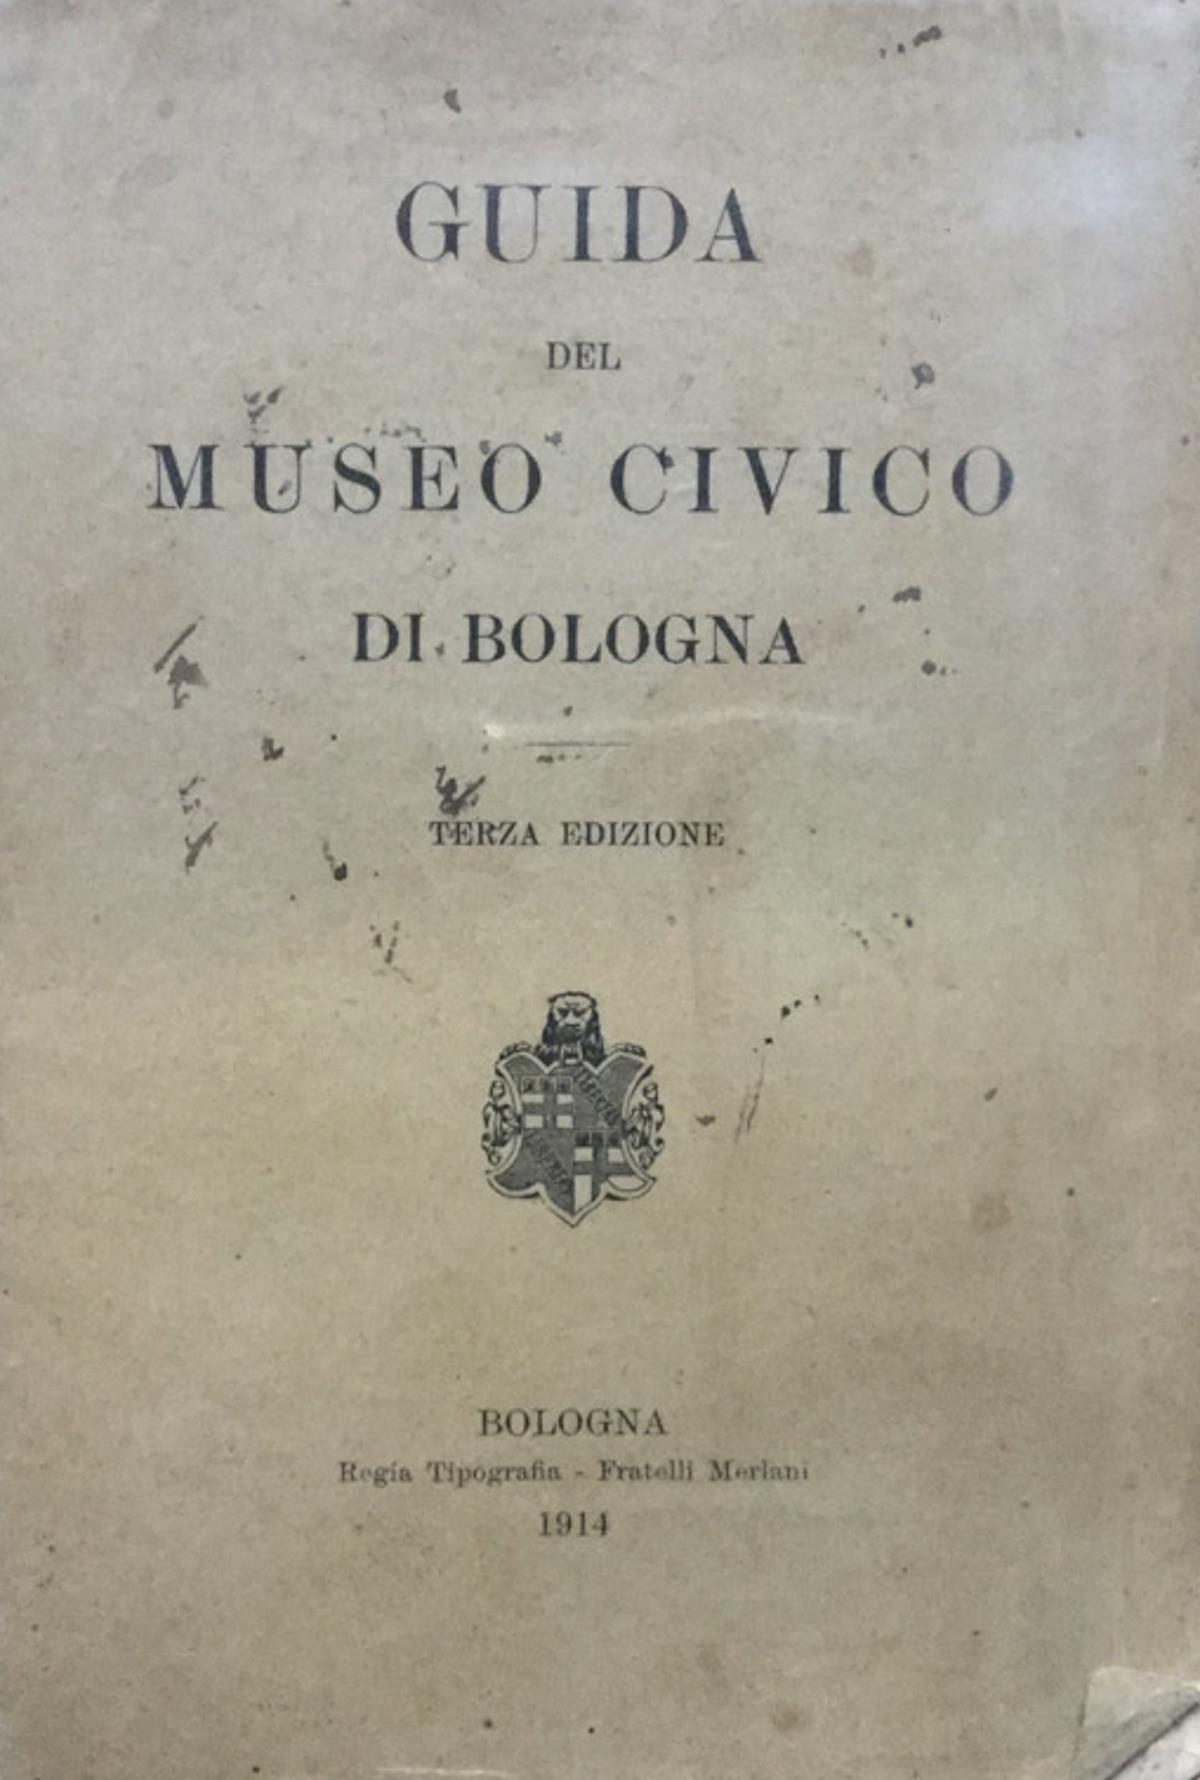 GUIDA
DEL
MUSEO CIVICO
DI BOLOGNA
TERZA EDIZIONE
BOLOGNA
Regia Tipografia - Fratelli Merlani
1914